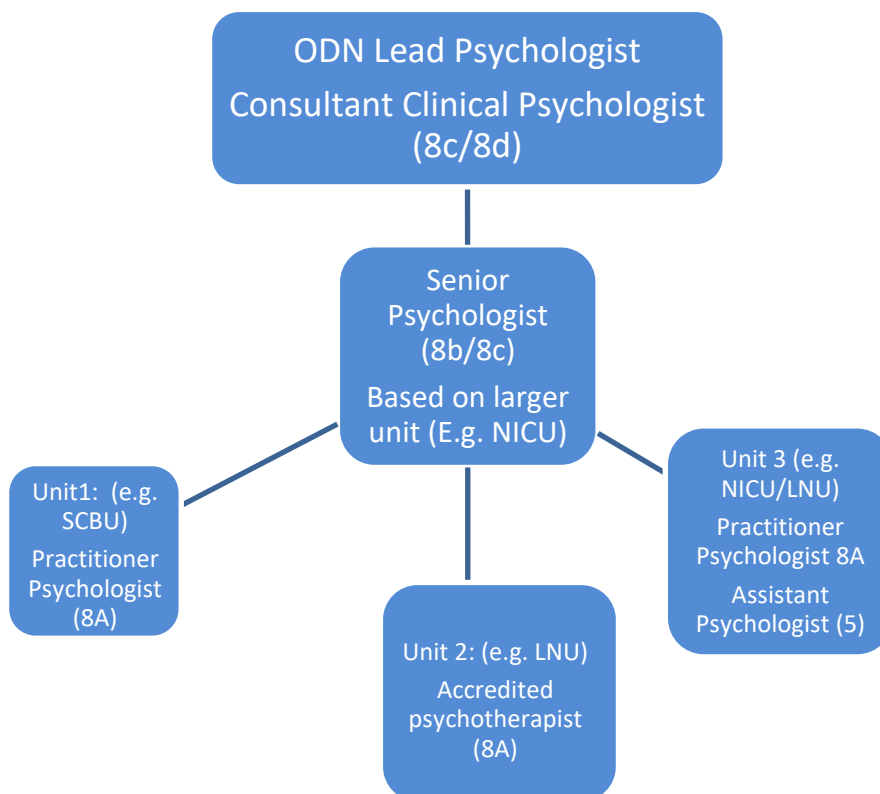 ODN Lead Psychologist
Consultant Clinical Psychologist
(8c/8d)
Senior
Psychologist
(8b/8c)
Based on larger
unit (E.g. NICU)
Unit1:  (e.g.
SCBU)
Practitioner
Psychologist
(8A)
Unit 2: (e.g. LNU)
Accredited
psychotherapist
(8A)
Unit 3 (e.g.
NICU/LNU)
Practitioner
Psychologist 8A
Assistant
Psychologist (5)